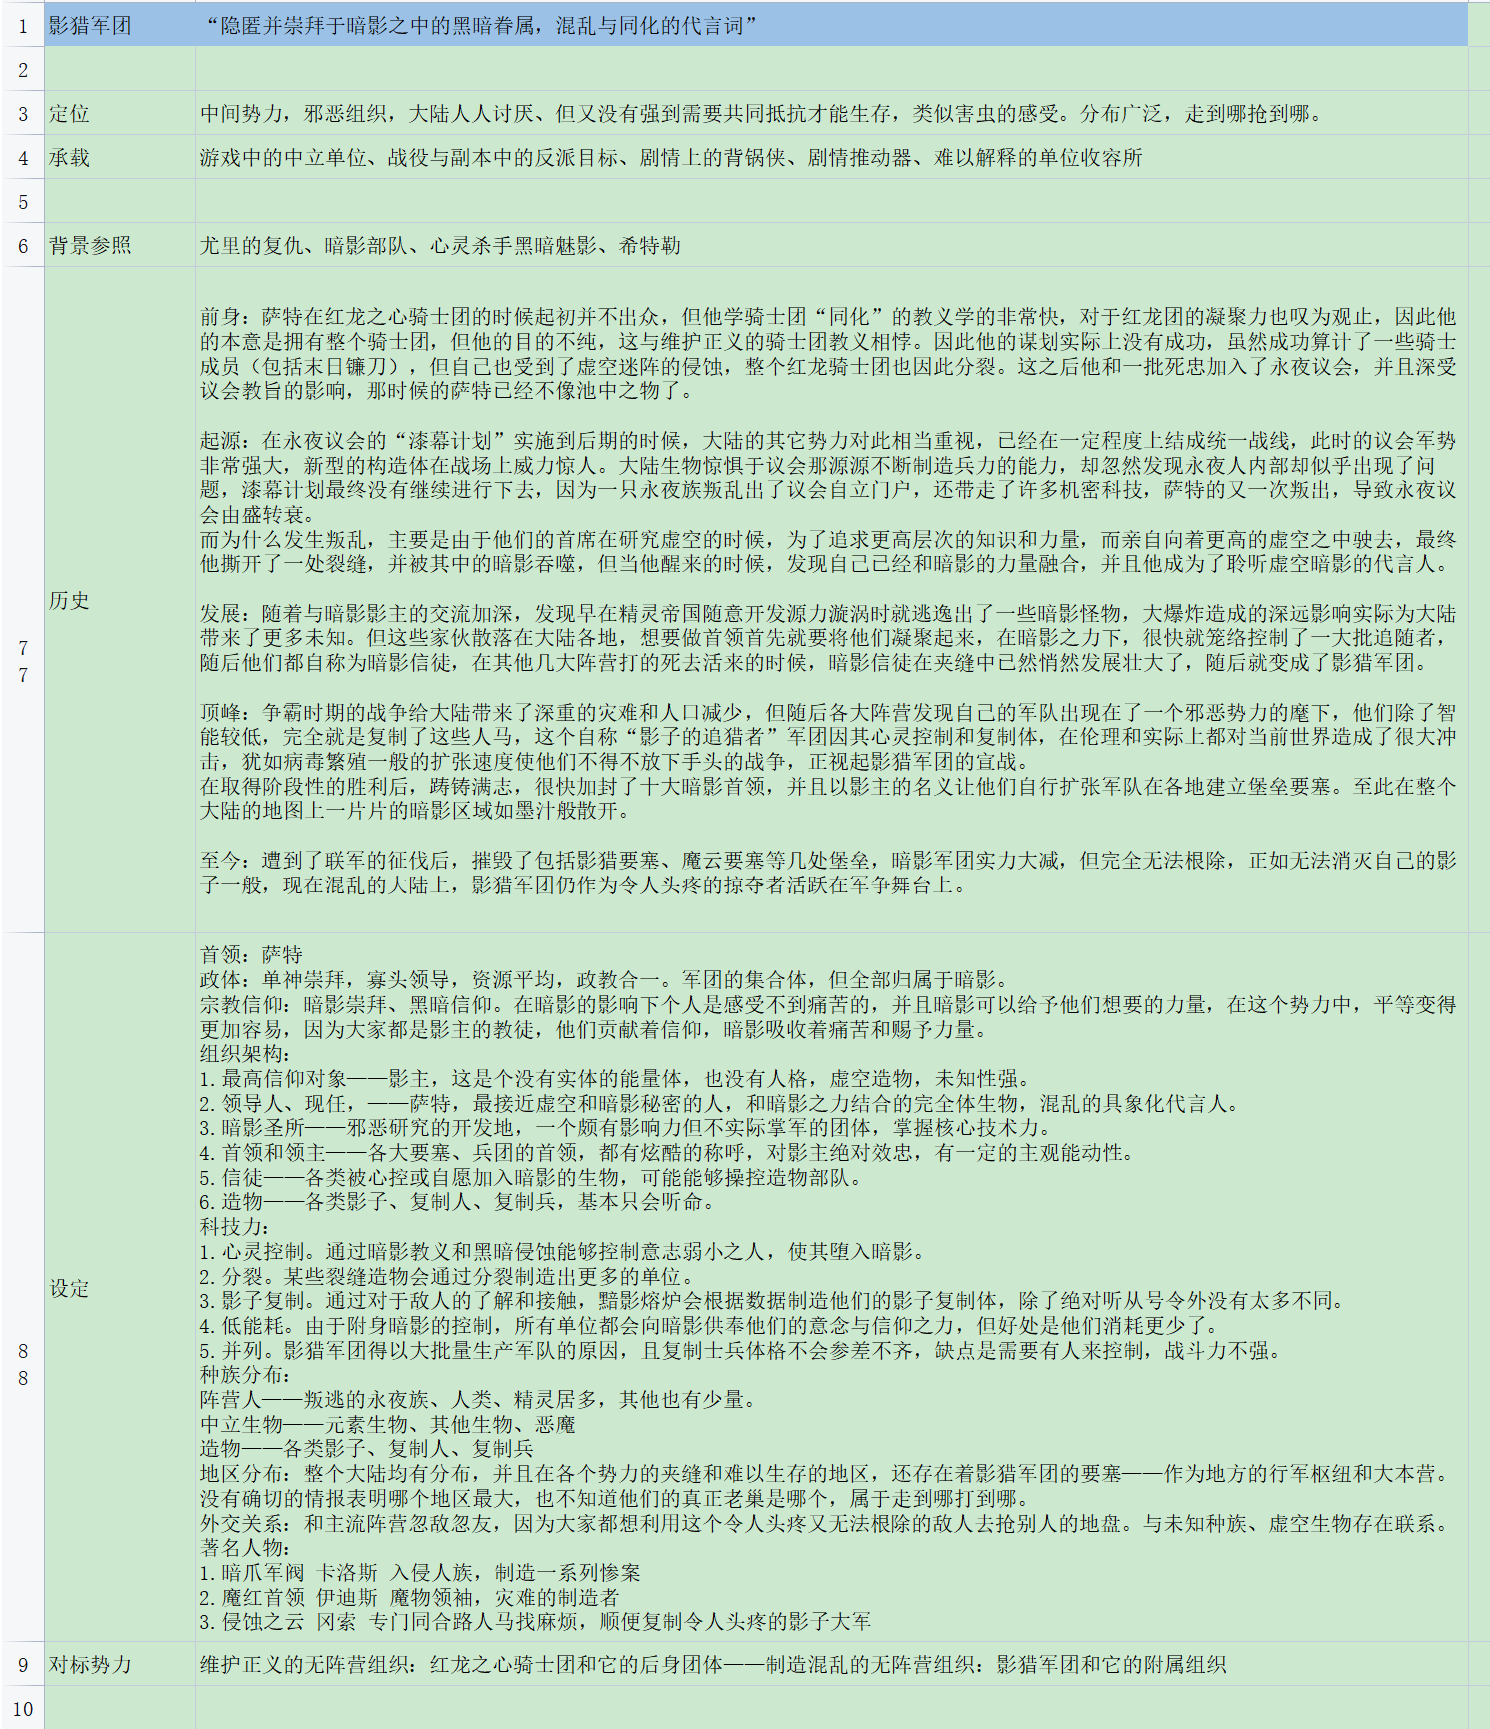 1 影猎军团 “隐匿并崇拜于暗影之中的黑暗眷属，混乱与同化的代言词”
2
3 定位 中间势力，邪恶组织，大陆人人讨厌、但又没有强到需要共同抵抗才能生存，类似害虫的感受。分布广泛，走到哪抢到哪。
4 承载 游戏中的中立单位、战役与副本中的反派目标、剧情上的背锅侠、剧情推动器、难以解释的单位收容所
5
6 背景参照 尤里的复仇、暗影部队、心灵杀手黑暗魅影、希特勒
7
7
历史
前身：萨特在红龙之心骑士团的时候起初并不出众，但他学骑士团“同化”的教义学的非常快，对于红龙团的凝聚力也叹为观止，因此他
的本意是拥有整个骑士团，但他的目的不纯，这与维护正义的骑士团教义相悖。因此他的谋划实际上没有成功，虽然成功算计了一些骑士
成员（包括末日镰刀），但自己也受到了虚空迷阵的侵蚀，整个红龙骑士团也因此分裂。这之后他和一批死忠加入了永夜议会，并且深受
议会教旨的影响，那时候的萨特已经不像池中之物了。
起源：在永夜议会的“漆幕计划”实施到后期的时候，大陆的其它势力对此相当重视，已经在一定程度上结成统一战线，此时的议会军势
非常强大，新型的构造体在战场上威力惊人。大陆生物惊惧于议会那源源不断制造兵力的能力，却忽然发现永夜人内部却似乎出现了问
题，漆幕计划最终没有继续进行下去，因为一只永夜族叛乱出了议会自立门户，还带走了许多机密科技，萨特的又一次叛出，导致永夜议
会由盛转衰。
而为什么发生叛乱，主要是由于他们的首席在研究虚空的时候，为了追求更高层次的知识和力量，而亲自向着更高的虚空之中驶去，最终
他撕开了一处裂缝，并被其中的暗影吞噬，但当他醒来的时候，发现自己已经和暗影的力量融合，并且他成为了聆听虚空暗影的代言人。
发展：随着与暗影影主的交流加深，发现早在精灵帝国随意开发源力漩涡时就逃逸出了一些暗影怪物，大爆炸造成的深远影响实际为大陆
带来了更多未知。但这些家伙散落在大陆各地，想要做首领首先就要将他们凝聚起来，在暗影之力下，很快就笼络控制了一大批追随者，
随后他们都自称为暗影信徒，在其他几大阵营打的死去活来的时候，暗影信徒在夹缝中已然悄然发展壮大了，随后就变成了影猎军团。
顶峰：争霸时期的战争给大陆带来了深重的灾难和人口减少，但随后各大阵营发现自己的军队出现在了一个邪恶势力的麾下，他们除了智
能较低，完全就是复制了这些人马，这个自称“影子的追猎者”军团因其心灵控制和复制体，在伦理和实际上都对当前世界造成了很大冲
击，犹如病毒繁殖一般的扩张速度使他们不得不放下手头的战争，正视起影猎军团的宣战。
在取得阶段性的胜利后，踌铸满志，很快加封了十大暗影首领，并且以影主的名义让他们自行扩张军队在各地建立堡垒要塞。至此在整个
大陆的地图上一片片的暗影区域如墨汁般散开。
至今：遭到了联军的征伐后，摧毁了包括影猎要塞、魔云要塞等几处堡垒，暗影军团实力大减，但完全无法根除，正如无法消灭自己的影
子一般，现在混乱的大陆上，影猎军团仍作为令人头疼的掠夺者活跃在军争舞台上。
8
8
设定
首领：萨特
政体：单神崇拜，寡头领导，资源平均，政教合一。军团的集合体，但全部归属于暗影。
宗教信仰：暗影崇拜、黑暗信仰。在暗影的影响下个人是感受不到痛苦的，并且暗影可以给予他们想要的力量，在这个势力中，平等变得
更加容易，因为大家都是影主的教徒，他们贡献着信仰，暗影吸收着痛苦和赐予力量。
组织架构：
1.最高信仰对象——影主，这是个没有实体的能量体，也没有人格，虚空造物，未知性强。
2.领导人、现任，——萨特，最接近虚空和暗影秘密的人，和暗影之力结合的完全体生物，混乱的具象化代言人。
3.暗影圣所——邪恶研究的开发地，一个颇有影响力但不实际掌军的团体，掌握核心技术力。
4.首领和领主——各大要塞、兵团的首领，都有炫酷的称呼，对影主绝对效忠，有一定的主观能动性。
5.信徒——各类被心控或自愿加入暗影的生物，可能能够操控造物部队。
6.造物——各类影子、复制人、复制兵，基本只会听命。
科技力：
1.心灵控制。通过暗影教义和黑暗侵蚀能够控制意志弱小之人，使其堕入暗影。
2.分裂。某些裂缝造物会通过分裂制造出更多的单位。
3.影子复制。通过对于敌人的了解和接触，黯影熔炉会根据数据制造他们的影子复制体，除了绝对听从号令外没有太多不同。
4.低能耗。由于附身暗影的控制，所有单位都会向暗影供奉他们的意念与信仰之力，但好处是他们消耗更少了。
5.并列。影猎军团得以大批量生产军队的原因，且复制士兵体格不会参差不齐，缺点是需要有人来控制，战斗力不强。
种族分布：
阵营人——叛逃的永夜族、人类、精灵居多，其他也有少量。
中立生物——元素生物、其他生物、恶魔
造物——各类影子、复制人、复制兵
地区分布：整个大陆均有分布，并且在各个势力的夹缝和难以生存的地区，还存在着影猎军团的要塞——作为地方的行军枢纽和大本营。
没有确切的情报表明哪个地区最大，也不知道他们的真正老巢是哪个，属于走到哪打到哪。
外交关系：和主流阵营忽敌忽友，因为大家都想利用这个令人头疼又无法根除的敌人去抢别人的地盘。与未知种族、虚空生物存在联系。
著名人物：
1.暗爪军阀 卡洛斯 入侵人族，制造一系列惨案
2.魔红首领 伊迪斯 魔物领袖，灾难的制造者
3.侵蚀之云 冈索 专门同合路人马找麻烦，顺便复制令人头疼的影子大军
9 对标势力 维护正义的无阵营组织：红龙之心骑士团和它的后身团体——制造混乱的无阵营组织：影猎军团和它的附属组织
10